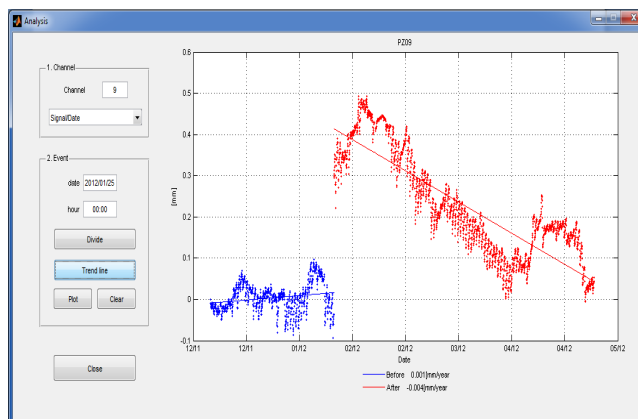 Analysis
1. Channel
Channel 9
Signal/Date
2. Event
date 2012/01/25
hour 00:00
Divide
Trend line
Plot Clear
Close
PZ09
0.6
0.5
0.4
0.3
0.2
0.1
0
-0.1
[mm]
12/11 12/11 01/12 02/12 02/12 03/12 04/12 04/12 05/12
Date
Before 0.001[mm/year
After -0.004[mm/year